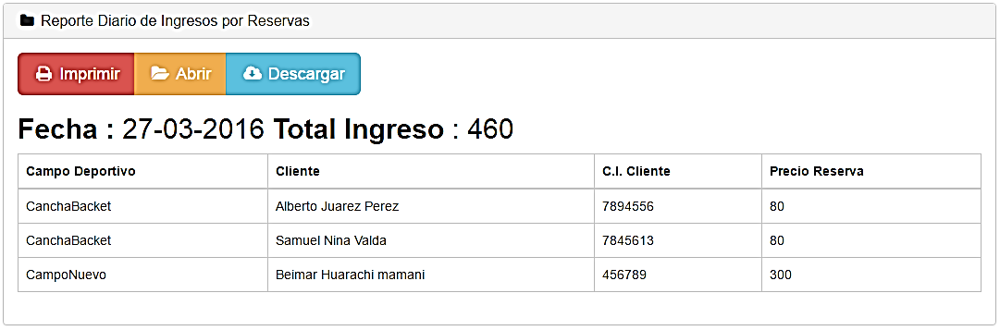 Reporte Diario de Ingresos por Reservas
Imprimir Abrir Descargar
Fecha : 27-03-2016 Total Ingreso : 460
Campo Deportivo Cliente C.I. Cliente Precio Reserva
CanchaBacket Alberto Juarez Perez 7894556 80
CanchaBacket Samuel Nina Valda 7845613 80
CampoNuevo Beimar Huarachi mamani 456789 300